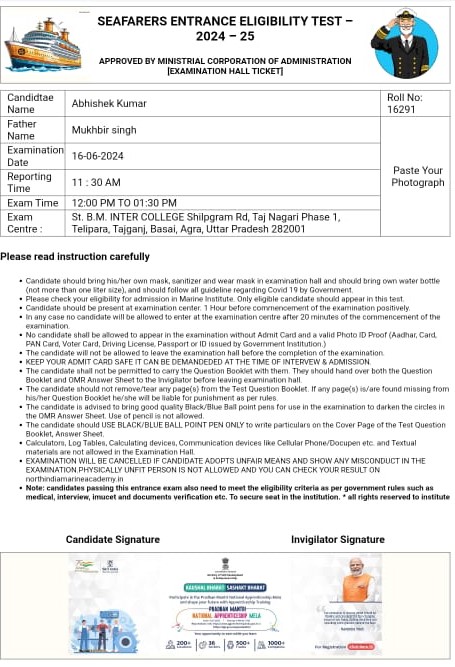 SEAFARERS ENTRANCE ELIGIBILITY TEST –
2024 – 25
APPROVED BY MINISTRIAL CORPORATION OF ADMINISTRATION
[EXAMINATION HALL TICKET]
Candidtae Name
Abhishek Kumar
Roll No: 16291
Father Name
Mukhbir singh
Examination Date
16-06-2024
Reporting Time
11 : 30 AM
Paste Your Photograph
Exam Time
12:00 PM TO 01:30 PM
Exam Centre :
St. B.M. INTER COLLEGE Shilpgram Rd, Taj Nagari Phase 1,
Telipara, Tajganj, Basai, Agra, Uttar Pradesh 282001
Please read instruction carefully
• Candidate should bring his/her own mask, sanitizer and wear mask in examination hall and should bring own water bottle
(not more than one liter size), and should follow all guideline regarding Covid 19 by Government.
• Please check your eligibility for admission in Marine Institute. Only eligible candidate should appear in this test.
• Candidate should be present at examination center. 1 Hour before commencement of the examination positively.
• In any case no candidate will be allowed to enter at the examination centre after 20 minutes of the commencement of the
examination.
• No candidate shall be allowed to appear in the examination without Admit Card and a valid Photo ID Proof (Aadhar, Card,
PAN Card, Voter Card, Driving License, Passport or ID issued by Government Institution.)
• The candidate will not be allowed to leave the examination hall before the completion of the examination.
• KEEP YOUR ADMIT CARD SAFE IT CAN BE DEMANDEDED AT THE TIME OF INTERVIEW & ADMISSION.
• The candidate shall not be permitted to carry the Question Booklet with them. They should hand over both the Question
Booklet and OMR Answer Sheet to the Invigilator before leaving examination hall.
• The candidate should not remove/tear any page(s) from the Test Question Booklet. If any page(s) is/are found missing from
his/her Question Booklet he/she will be liable for punishment as per rules.
• The candidate is advised to bring good quality Black/Blue Ball point pens for use in the examination to darken the circles in
the OMR Answer Sheet. Use of pencil is not allowed.
• The candidate should USE BLACK/BLUE BALL POINT PEN ONLY to write particulars on the Cover Page of the Test Question
Booklet, Answer Sheet.
• Calculators, Log Tables, Calculating devices, Communication devices like Cellular Phone/Docupen etc. and Textual
materials are not allowed in the Examination Hall.
• EXAMINATION WILL BE CANCELLED IF CANDIDATE ADOPTS UNFAIR MEANS AND SHOW ANY MISCONDUCT IN THE
EXAMINATION.PHYSICALLY UNFIT PERSON IS NOT ALLOWED AND YOU CAN CHECK YOUR RESULT ON
northindiamarineacademy.in
• Note: candidates passing this entrance exam also need to meet the eligibility criteria as per government rules such as
medical, interview, imucet and documents verification etc. To secure seat in the institution. * all rights reserved to institute
Candidate Signature
Invigilator Signature
KAUSHAL BHARAT SASHAKT BHARAT
Participate in the Pradhan Mantri National Apprenticeship Mela
and shape your future with Apprenticeship Training
PRADHAN MANTRI
NATIONAL APPRENTICESHIP MELA
200+
36
500+
1000+
For Registration